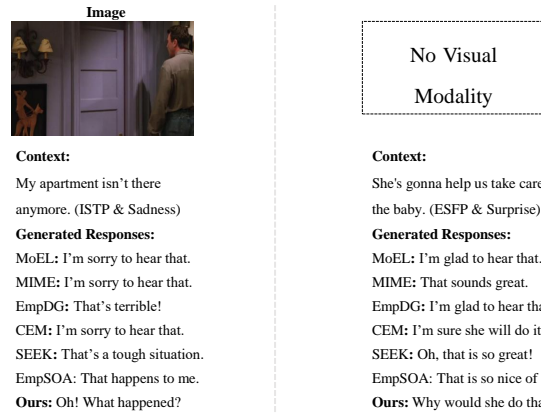 Image
Context:
My apartment isn't there
anymore. (ISTP & Sadness)
Generated Responses:
MoEL: I'm sorry to hear that.
MIME: I'm sorry to hear that.
EmpDG: That's terrible!
CEM: I'm sorry to hear that.
SEEK: That's a tough situation.
EmpSOA: That happens to me.
Ours: Oh! What happened?
No Visual
Modality
Context:
She's gonna help us take care
the baby. (ESFP & Surprise)
Generated Responses:
MoEL: I'm glad to hear that.
MIME: That sounds great.
EmpDG: I'm glad to hear
CEM: I'm sure she will do it
SEEK: Oh, that is so great!
EmpSOA: That is so nice of
Ours: Why would she do